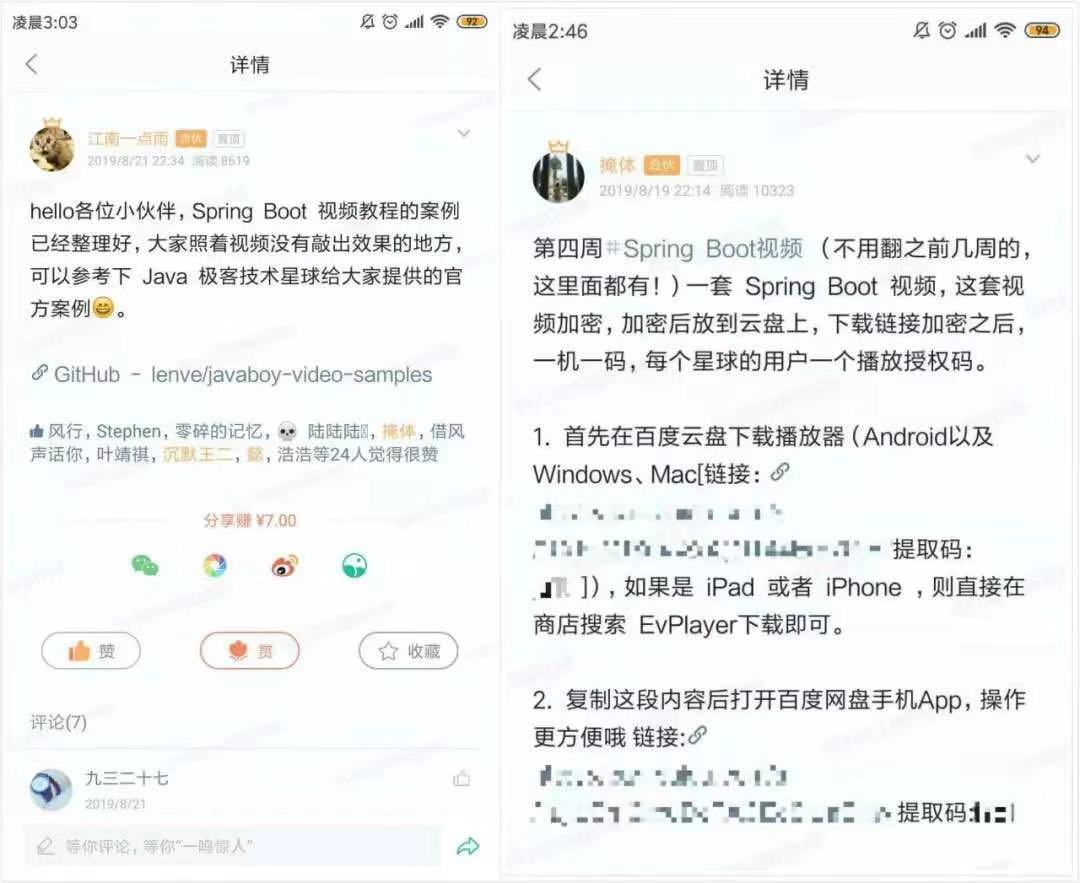 凌晨3:03
92
详情
江南一点雨 合伙 置顶
2019/8/21 22:34 阅读 8619
hello各位小伙伴，Spring Boot 视频教程的案例
已经整理好，大家照着视频没有敲出效果的地方，
可以参考下 Java 极客技术星球给大家提供的官
方案例😄。
GitHub - lenve/javaboy-video-samples
风行，Stephen，零碎的记忆，💀 陆陆陆，掩体，借风
声话你，叶靖祺，沉默王二，懿，浩浩等24人觉得很赞
分享赚 ¥7.00
赞
赏
收藏
评论(7)
九三二十七
2019/8/21
等你评论，等你“一鸣惊人”
凌晨2:46
94
详情
掩体 合伙 置顶
2019/8/19 22:14 阅读 10323
第四周#Spring Boot视频 （不用翻之前几周的，
这里面都有！）一套 Spring Boot 视频，这套视
频加密，加密后放到云盘上，下载链接加密之后，
一机一码，每个星球的用户一个播放授权码。
1. 首先在百度云盘下载播放器（Android以及
Windows、Mac[链接：
提取码：
])，如果是 iPad 或者 iPhone ，则直接在
商店搜索 EvPlayer下载即可。
2. 复制这段内容后打开百度网盘手机App，操作
更方便哦 链接:
提取码: